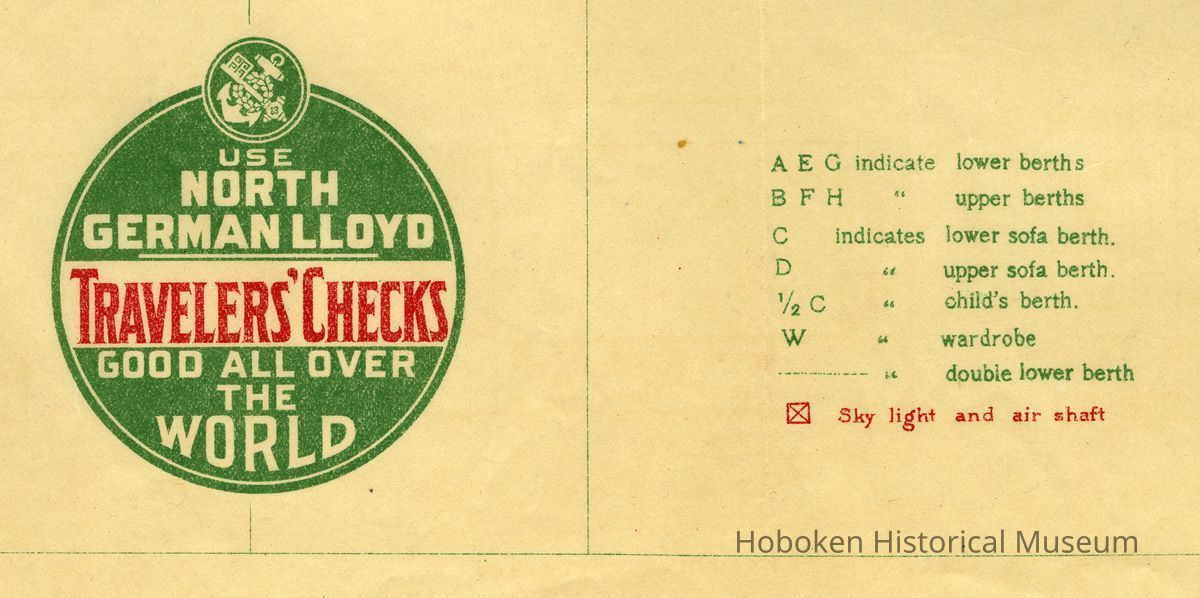 USE
NORTH
GERMAN LLOYD
TRAVELERS' CHECKS
GOOD ALL OVER
THE
WORLD
A E G indicate lower berths
B F H “ upper berths
C indicates lower sofa berth.
D “ upper sofa berth.
½ C “ child's berth.
W “ wardrobe
---------- “ double lower berth
Sky light and air shaft
Hoboken Historical Museum